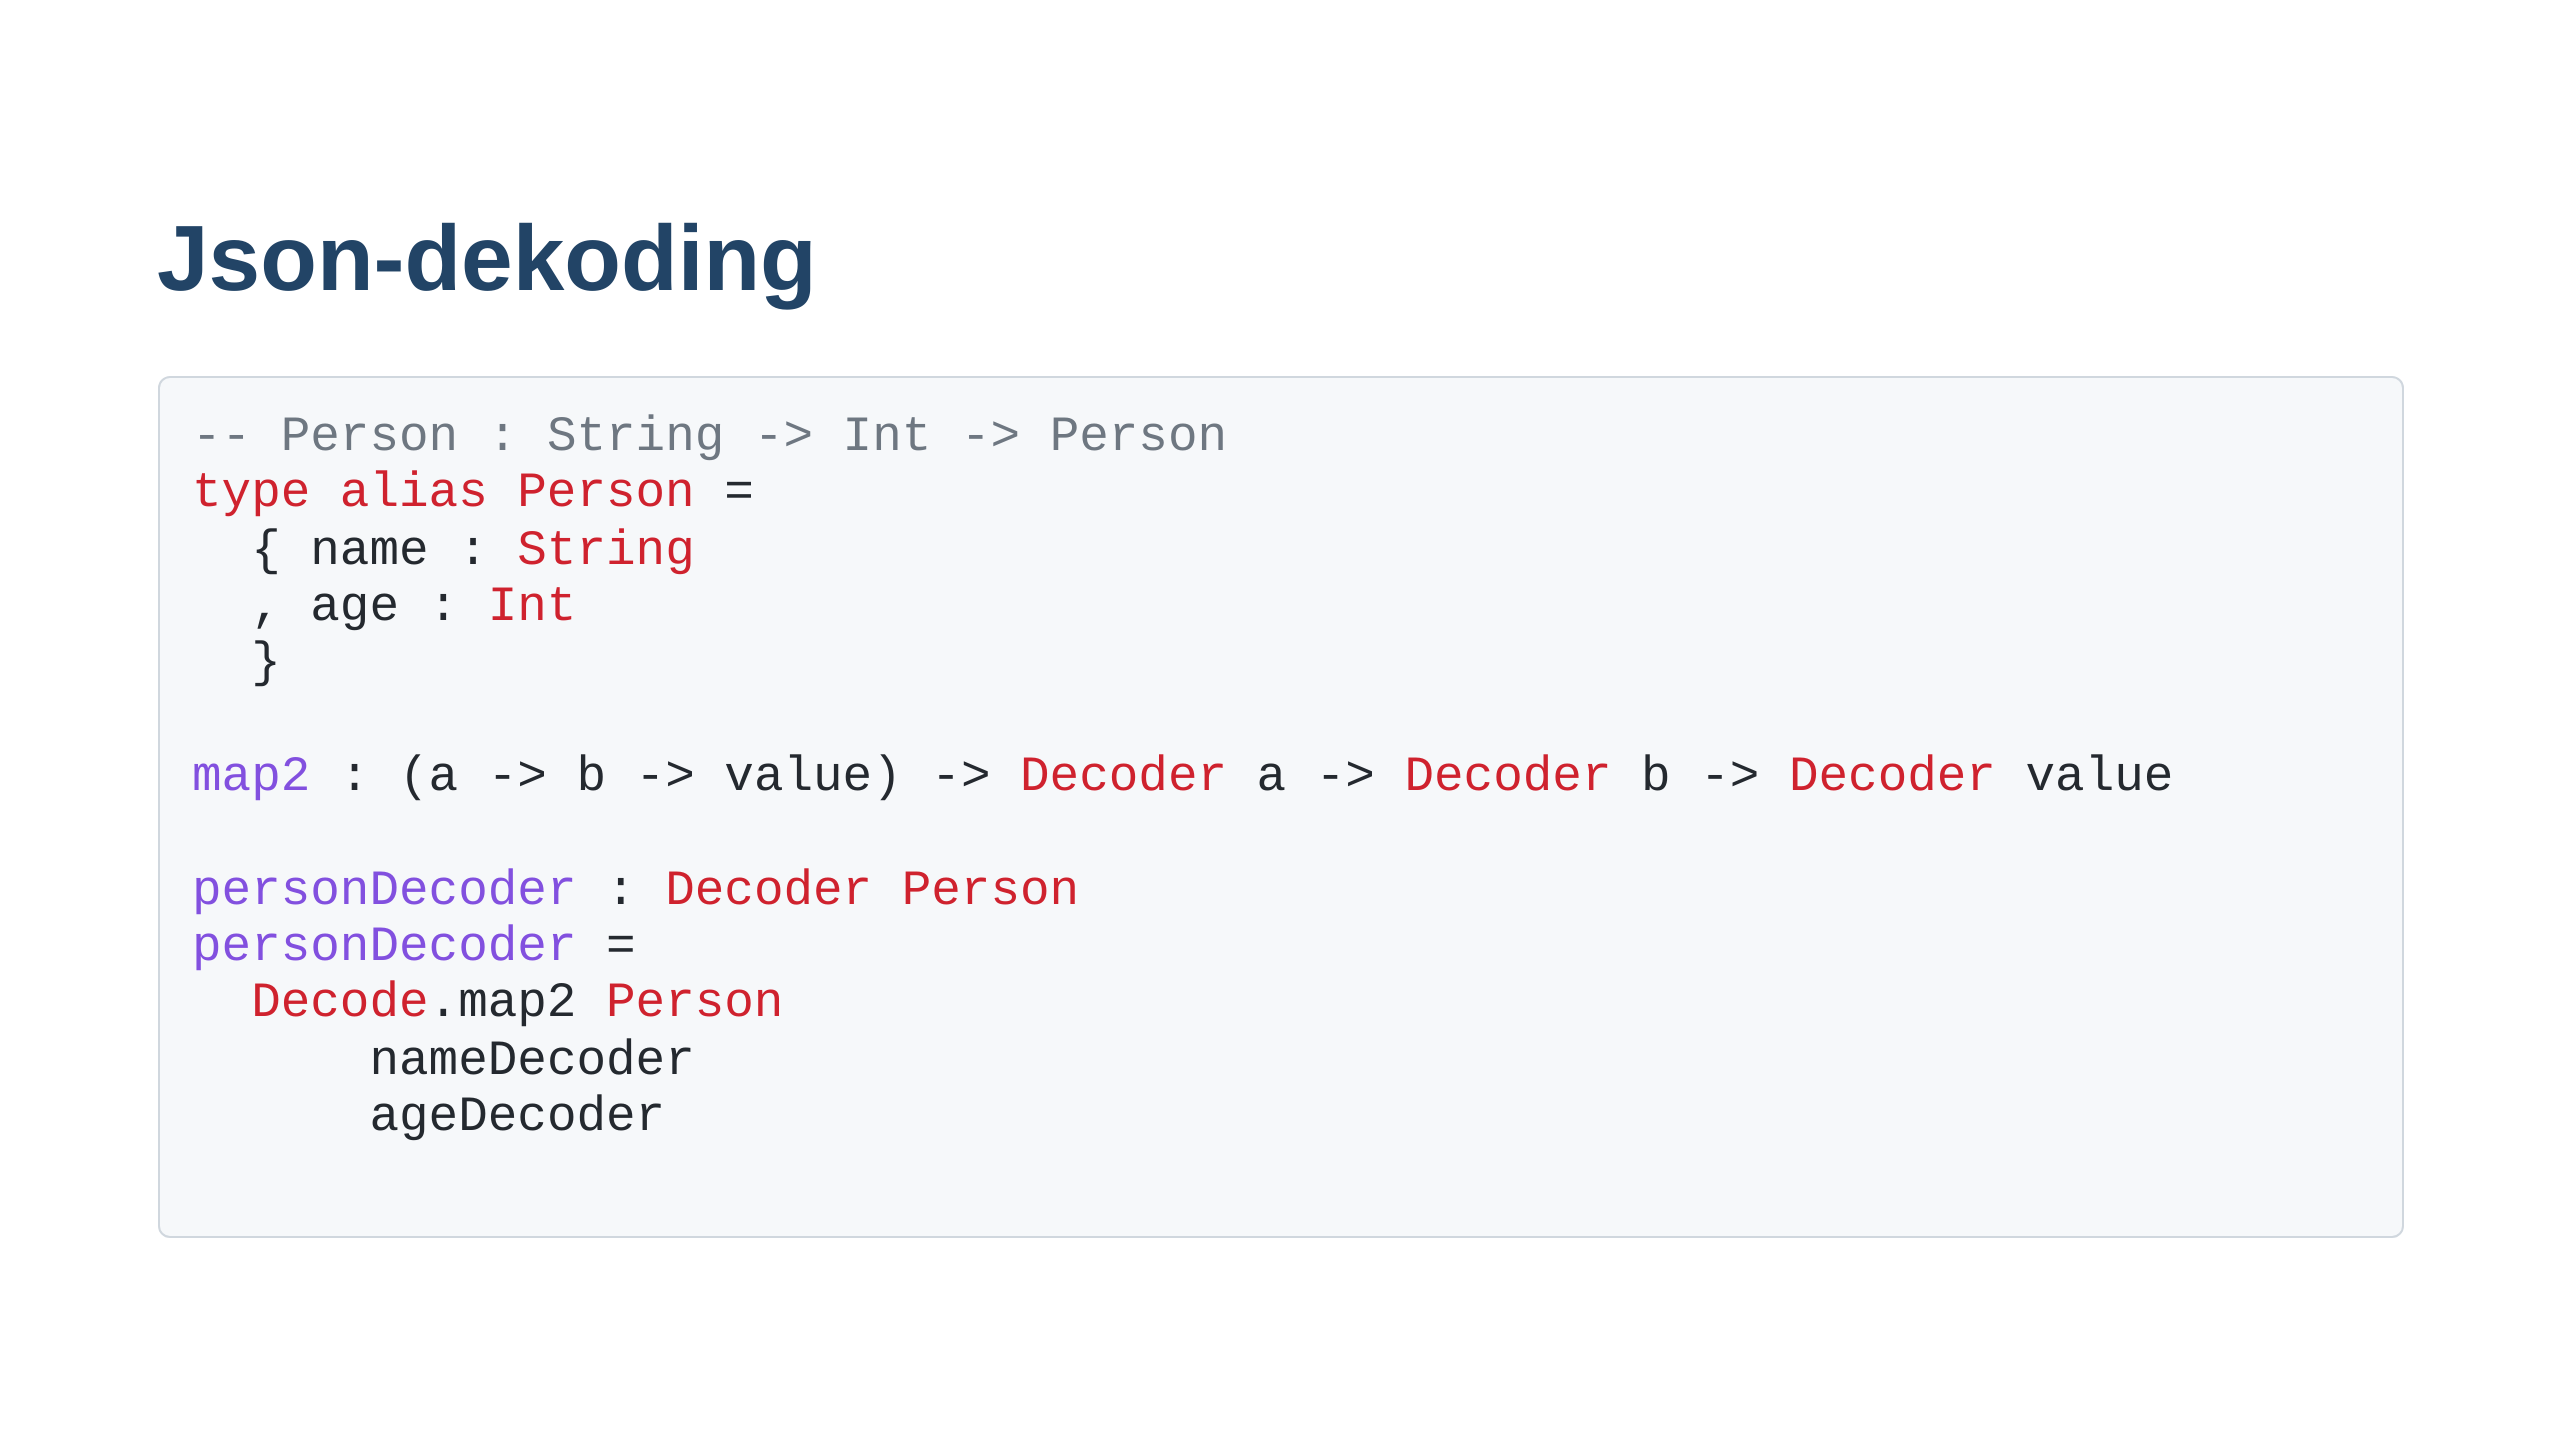 Json-dekoding
-- Person : String -> Int -> Person
type alias Person =
  { name : String
  , age : Int
  }
map2 : (a -> b -> value) -> Decoder a -> Decoder b -> Decoder value
personDecoder : Decoder Person
personDecoder =
  Decode.map2 Person
      nameDecoder
      ageDecoder